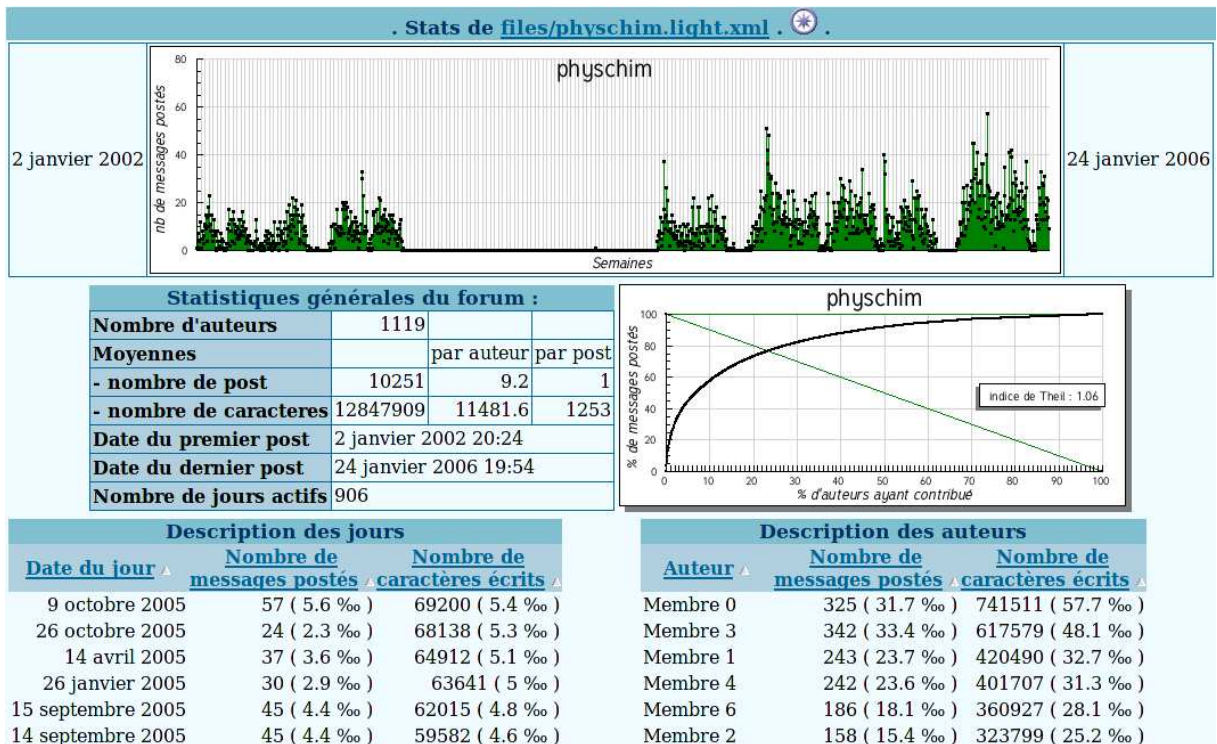 . Stats de files/physchim.light.xml . .
2 janvier 2002
physchim
nb de messages postés
80
60
40
20
0
Semaines
24 janvier 2006
Statistiques générales du forum :
Nombre d'auteurs 1119
Moyennes par auteur par post
- nombre de post 10251 9.2 1
- nombre de caracteres 12847909 11481.6 1253
Date du premier post 2 janvier 2002 20:24
Date du dernier post 24 janvier 2006 19:54
Nombre de jours actifs 906
physchim
% de messages postés
100
80
60
40
20
0
indice de Theil : 1.06
0 10 20 30 40 50 60 70 80 90 100
% d'auteurs ayant contribué
Description des jours
Date du jour Nombre de messages postés Nombre de caractères écrits
9 octobre 2005 57 ( 5.6 ‰ ) 69200 ( 5.4 ‰ )
26 octobre 2005 24 ( 2.3 ‰ ) 68138 ( 5.3 ‰ )
14 avril 2005 37 ( 3.6 ‰ ) 64912 ( 5.1 ‰ )
26 janvier 2005 30 ( 2.9 ‰ ) 63641 ( 5 ‰ )
15 septembre 2005 45 ( 4.4 ‰ ) 62015 ( 4.8 ‰ )
14 septembre 2005 45 ( 4.4 ‰ ) 59582 ( 4.6 ‰ )
Description des auteurs
Auteur Nombre de messages postés Nombre de caractères écrits
Membre 0 325 ( 31.7 ‰ ) 741511 ( 57.7 ‰ )
Membre 3 342 ( 33.4 ‰ ) 617579 ( 48.1 ‰ )
Membre 1 243 ( 23.7 ‰ ) 420490 ( 32.7 ‰ )
Membre 4 242 ( 23.6 ‰ ) 401707 ( 31.3 ‰ )
Membre 6 186 ( 18.1 ‰ ) 360927 ( 28.1 ‰ )
Membre 2 158 ( 15.4 ‰ ) 323799 ( 25.2 ‰ )